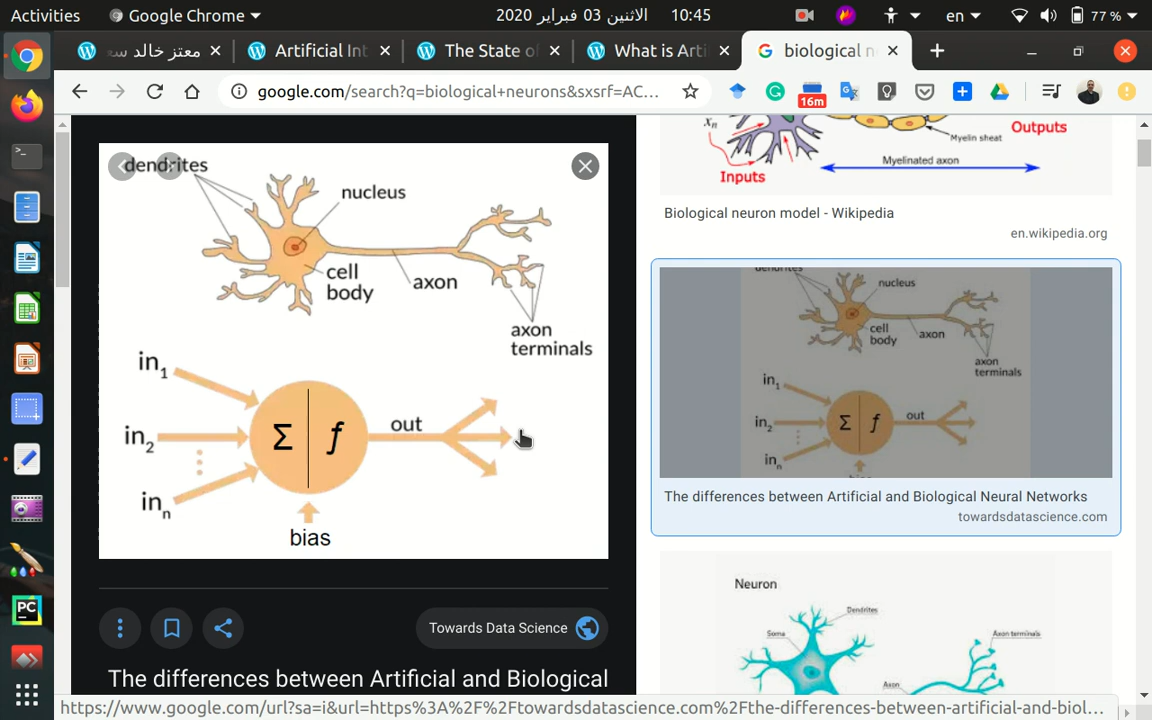 Activities
Google Chrome
الاثنين 03 فبراير 2020
10:45
en
77 %
معتز خالد سع
Artificial Int
The State o
What is Arti
biological n
google.com/search?q=biological+neurons&sxsrf=AC...
16m
dendrites
nucleus
cell
body
axon
axon
terminals
in1
in2
inn
Σ
f
out
bias
Towards Data Science
The differences between Artificial and Biological
xn
Inputs
Myelin sheat
Outputs
Myelinated axon
Biological neuron model - Wikipedia
en.wikipedia.org
dendrites
nucleus
cell
body
axon
axon
terminals
in1
in2
inn
Σ
f
out
bias
The differences between Artificial and Biological Neural Networks
towardsdatascience.com
Neuron
Dendrites
Soma
Axon terminals
Axon
PC
https://www.google.com/url?sa=i&url=https%3A%2F%2Ftowardsdatascience.com%2Fthe-differences-between-artificial-and-biol...